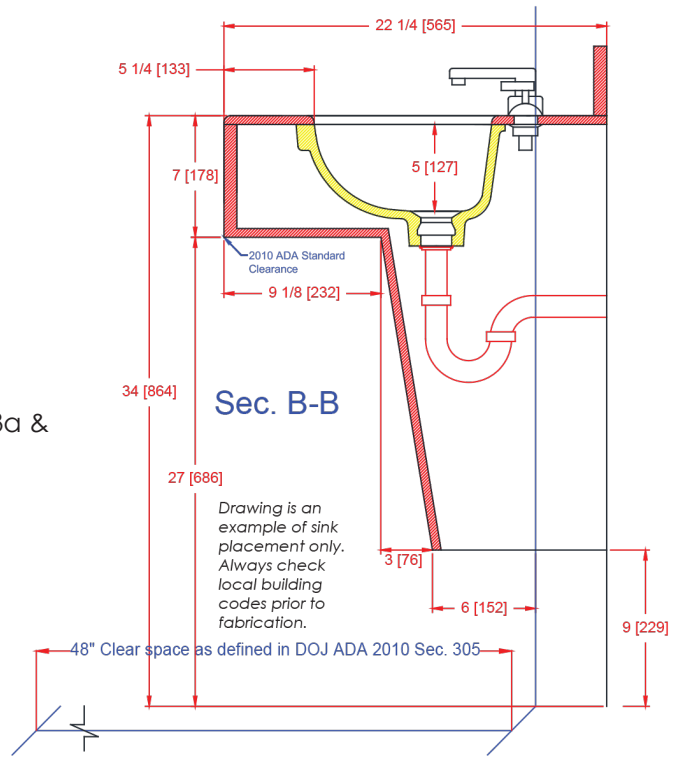 22 1/4 [565]
5 1/4 [133]
7 [178]
5 [127]
2010 ADA Standard
Clearance
9 1/8 [232]
34 [864]
Sec. B-B
Ba &
27 [686]
Drawing is an
example of sink
placement only.
Always check
local building
codes prior to
fabrication.
3 [76]
6 [152]
9 [229]
48" Clear space as defined in DOJ ADA 2010 Sec. 305